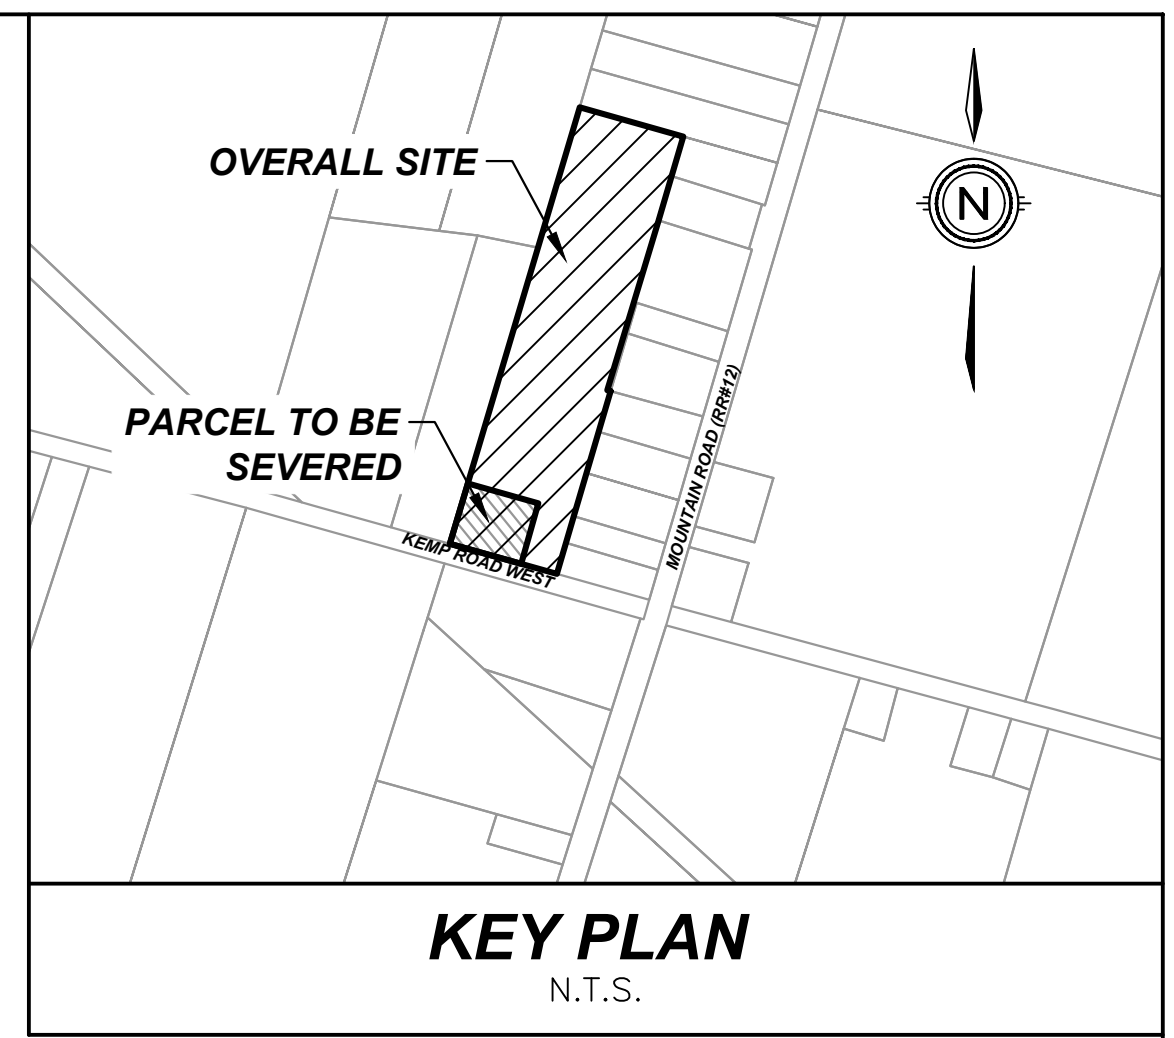 OVERALL SITE
N
PARCEL TO BE
SEVERED
MOUNTAIN ROAD (RR#12)
KEMP ROAD WEST
KEY PLAN
N.T.S.